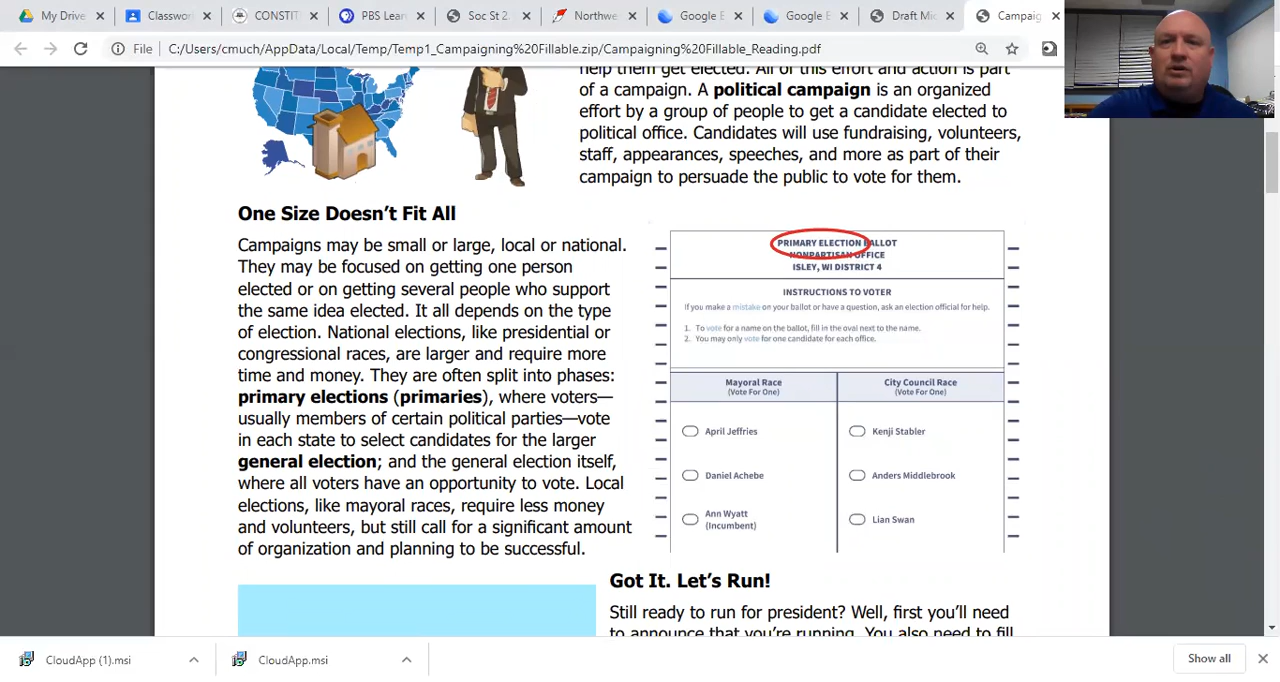 My Drive
Classwor
CONSTIT
PBS Lear
Soc St 2
Northwe
Google E
Google E
Draft Mi
Campaig
File
C:/Users/cmuch/AppData/Local/Temp/Temp1_Campaigning%20Fillable.zip/Campaigning%20Fillable_Reading.pdf
help them get elected. All of this effort and action is part
of a campaign. A political campaign is an organized
effort by a group of people to get a candidate elected to
political office. Candidates will use fundraising, volunteers,
staff, appearances, speeches, and more as part of their
campaign to persuade the public to vote for them.
One Size Doesn't Fit All
Campaigns may be small or large, local or national.
They may be focused on getting one person
elected or on getting several people who support
the same idea elected. It all depends on the type
of election. National elections, like presidential or
congressional races, are larger and require more
time and money. They are often split into phases:
primary elections (primaries), where voters—
usually members of certain political parties—vote
in each state to select candidates for the larger
general election; and the general election itself,
where all voters have an opportunity to vote. Local
elections, like mayoral races, require less money
and volunteers, but still call for a significant amount
of organization and planning to be successful.
PRIMARY ELECTION BALLOT
NONPARTISAN OFFICE
ISLEY, WI DISTRICT 4
INSTRUCTIONS TO VOTER
If you make a mistake on your ballot or have a question, ask an election official for help.
1. To vote for a name on the ballot, fill in the oval next to the name.
2. You may only vote for one candidate for each office.
Mayoral Race
(Vote For One)
City Council Race
(Vote For One)
April Jeffries
Kenji Stabler
Daniel Achebe
Anders Middlebrook
Ann Wyatt
(Incumbent)
Lian Swan
Got It. Let's Run!
Still ready to run for president? Well, first you'll need
to announce that you're running. You also need to fill
CloudApp (1).msi
CloudApp.msi
Show all